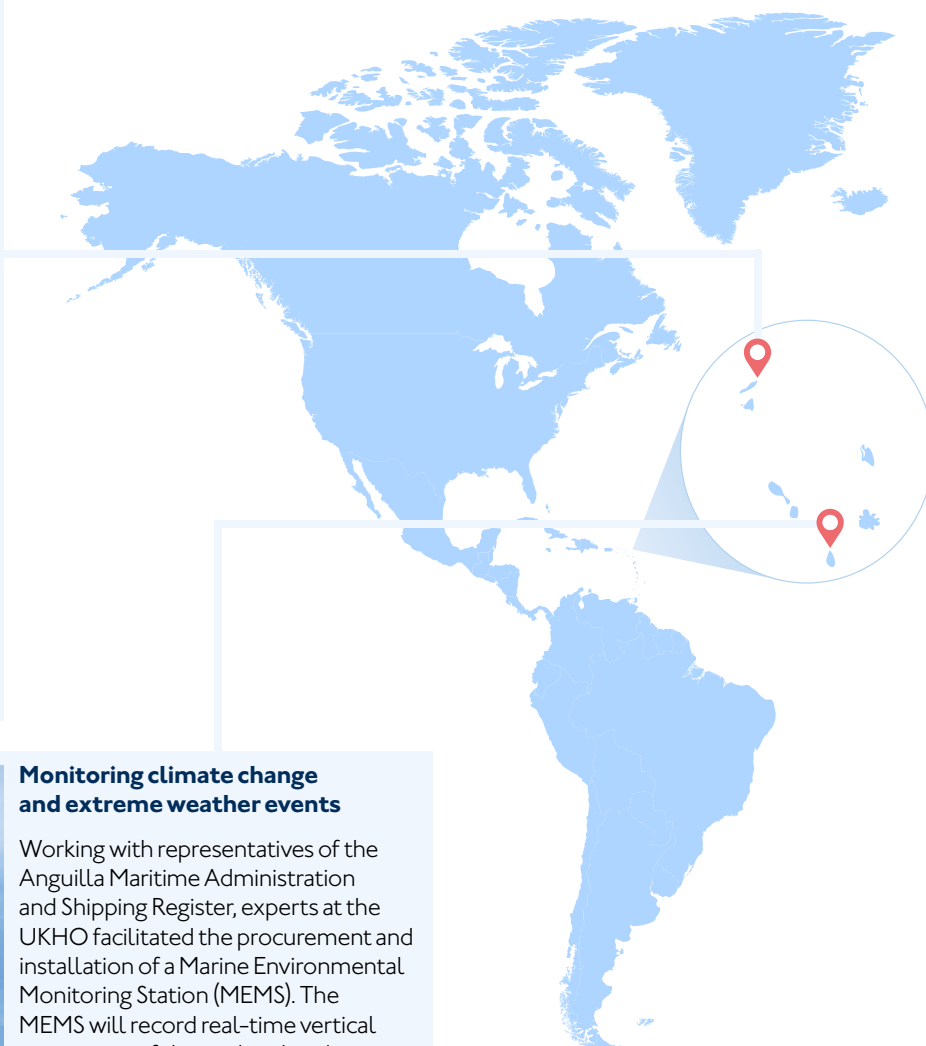 Monitoring climate change
and extreme weather events
Working with representatives of the
Anguilla Maritime Administration
and Shipping Register, experts at the
UKHO facilitated the procurement and
installation of a Marine Environmental
Monitoring Station (MEMS). The
MEMS will record real-time vertical